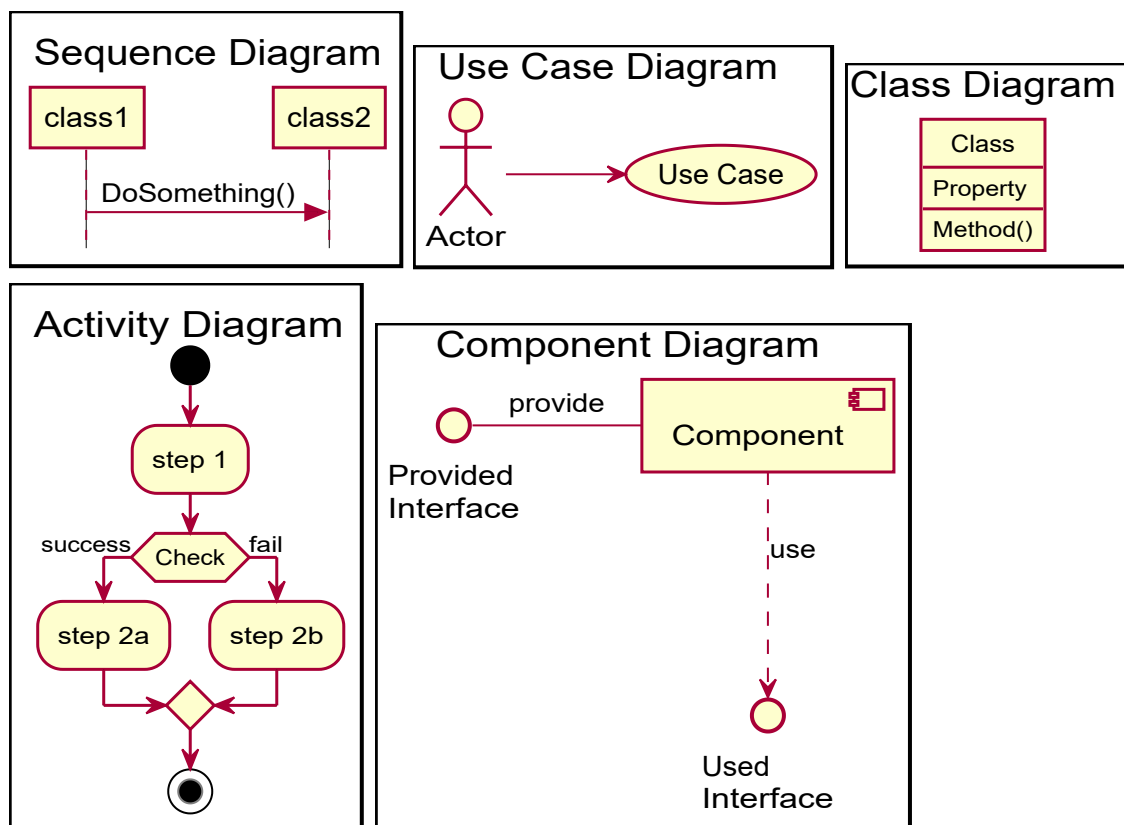 Sequence Diagram
class1
class2
DoSomething()
Use Case Diagram
Use Case
Actor
Class Diagram
Class
Property
Method()
Activity Diagram
step 1
success
Check
fail
step 2a
step 2b
Component Diagram
provide
Component
Provided
Interface
use
Used
Interface